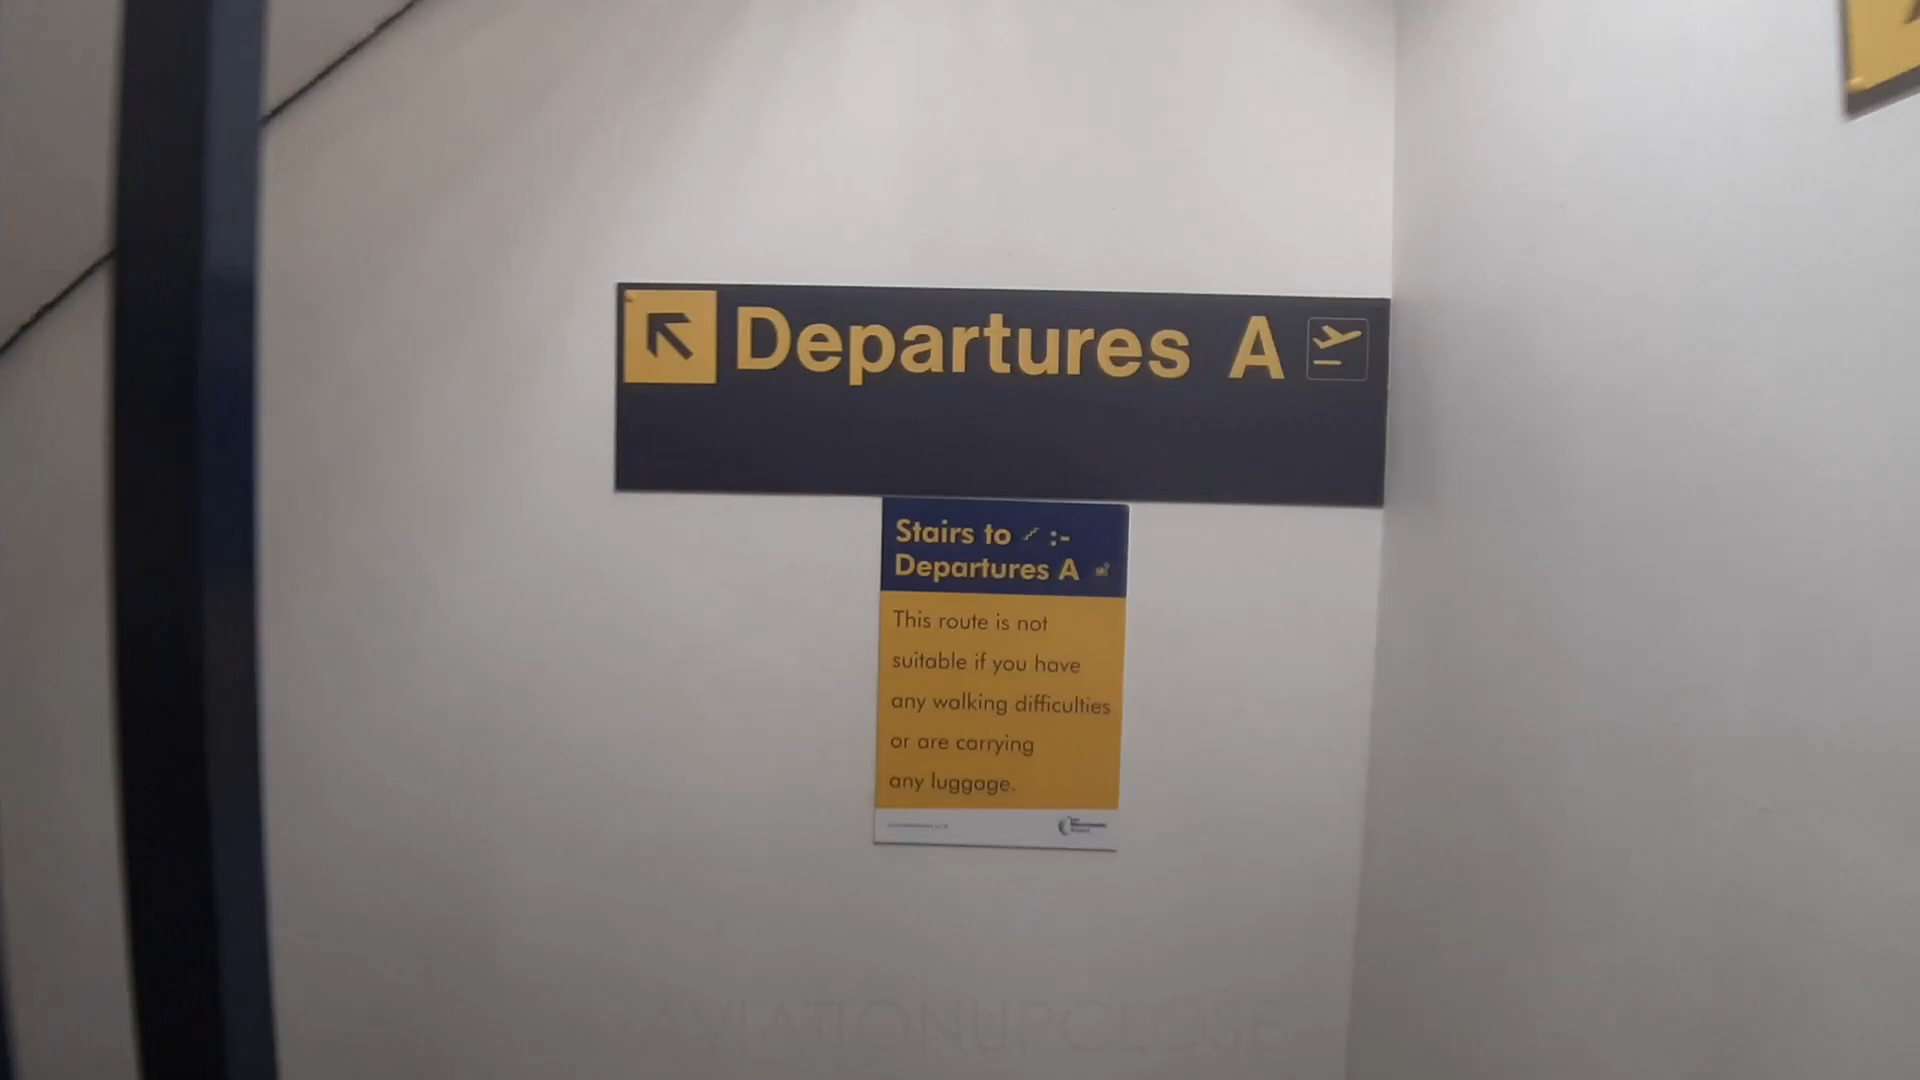 Departures A
Stairs to :-
Departures A
This route is not
suitable if you have
any walking difficulties
or are carrying
any luggage.
AVIATIONUPCLOSE